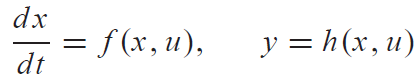 dx/dt = f(x, u),    y = h(x, u)